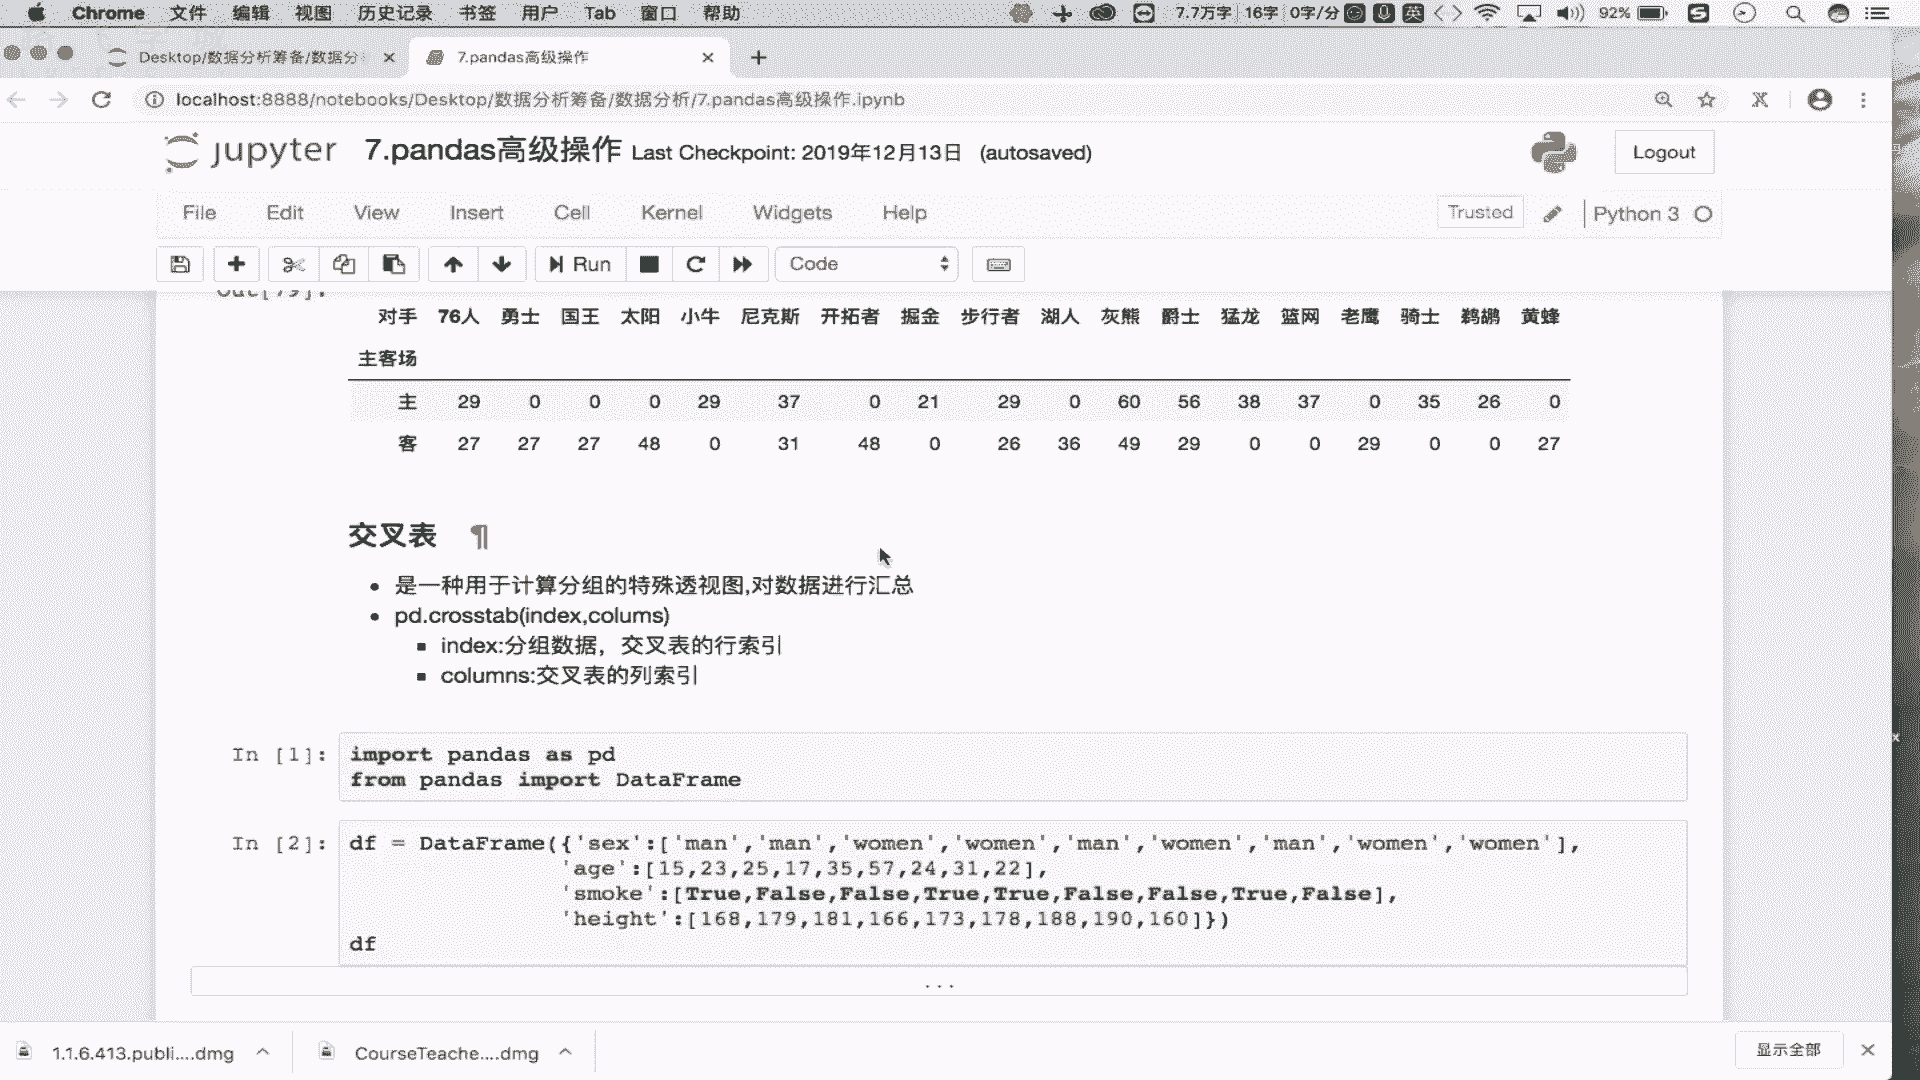 Chrome 文件 编辑 视图 历史记录 书签 用户 Tab 窗口 帮助 7.7万字 16字 0字/分 英 92%
Desktop/数据分析筹备/数据分 7.pandas高级操作
localhost:8888/notebooks/Desktop/数据分析筹备/数据分析/7.pandas高级操作.ipynb
jupyter 7.pandas高级操作 Last Checkpoint: 2019年12月13日 (autosaved) Logout
File Edit View Insert Cell Kernel Widgets Help Trusted Python 3
Run Code
Out[79]:
对手 76人 勇士 国王 太阳 小牛 尼克斯 开拓者 掘金 步行者 湖人 灰熊 爵士 猛龙 篮网 老鹰 骑士 鹈鹕 黄蜂
主客场
主 29 0 0 0 29 37 0 21 29 0 60 56 38 37 0 35 26 0
客 27 27 27 48 0 31 48 0 26 36 49 29 0 0 29 0 0 27
交叉表 ¶
• 是一种用于计算分组的特殊透视图,对数据进行汇总
• pd.crosstab(index,colums)
▪ index:分组数据，交叉表的行索引
▪ columns:交叉表的列索引
In [1]: import pandas as pd
from pandas import DataFrame
In [2]: df = DataFrame({'sex':['man','man','women','women','man','women','man','women','women'],
'age':[15,23,25,17,35,57,24,31,22],
'smoke':[True,False,False,True,True,False,False,True,False],
'height':[168,179,181,166,173,178,188,190,160]})
df
...
1.1.6.413.publi....dmg CourseTeache....dmg 显示全部